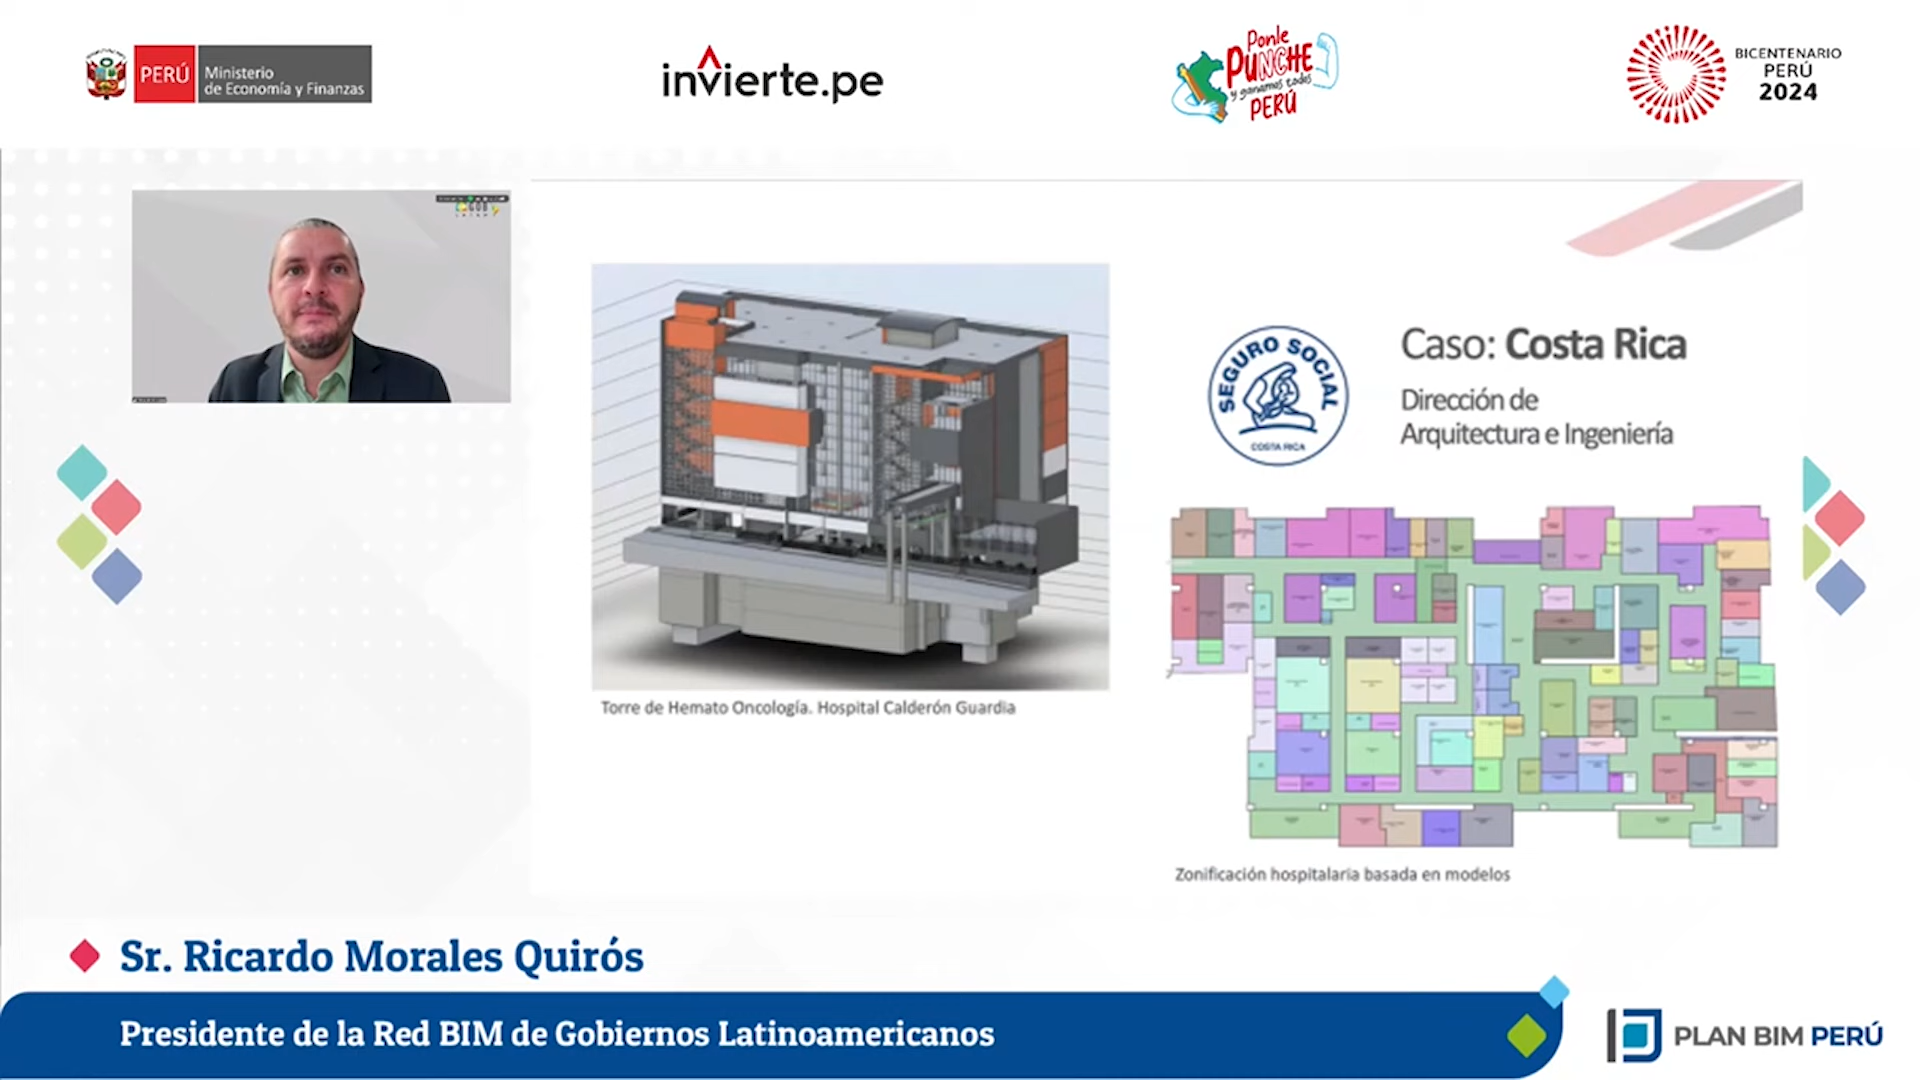 PERÚ
Ministerio
de Economía y Finanzas
invierte.pe
Ponle
PUNCHE
y ganamos todos
PERÚ
BICENTENARIO
PERÚ
2024
SEGURO SOCIAL
COSTA RICA
Caso: Costa Rica
Dirección de
Arquitectura e Ingeniería
Torre de Hemato Oncología. Hospital Calderón Guardia
Zonificación hospitalaria basada en modelos
Sr. Ricardo Morales Quirós
Presidente de la Red BIM de Gobiernos Latinoamericanos
PLAN BIM PERÚ